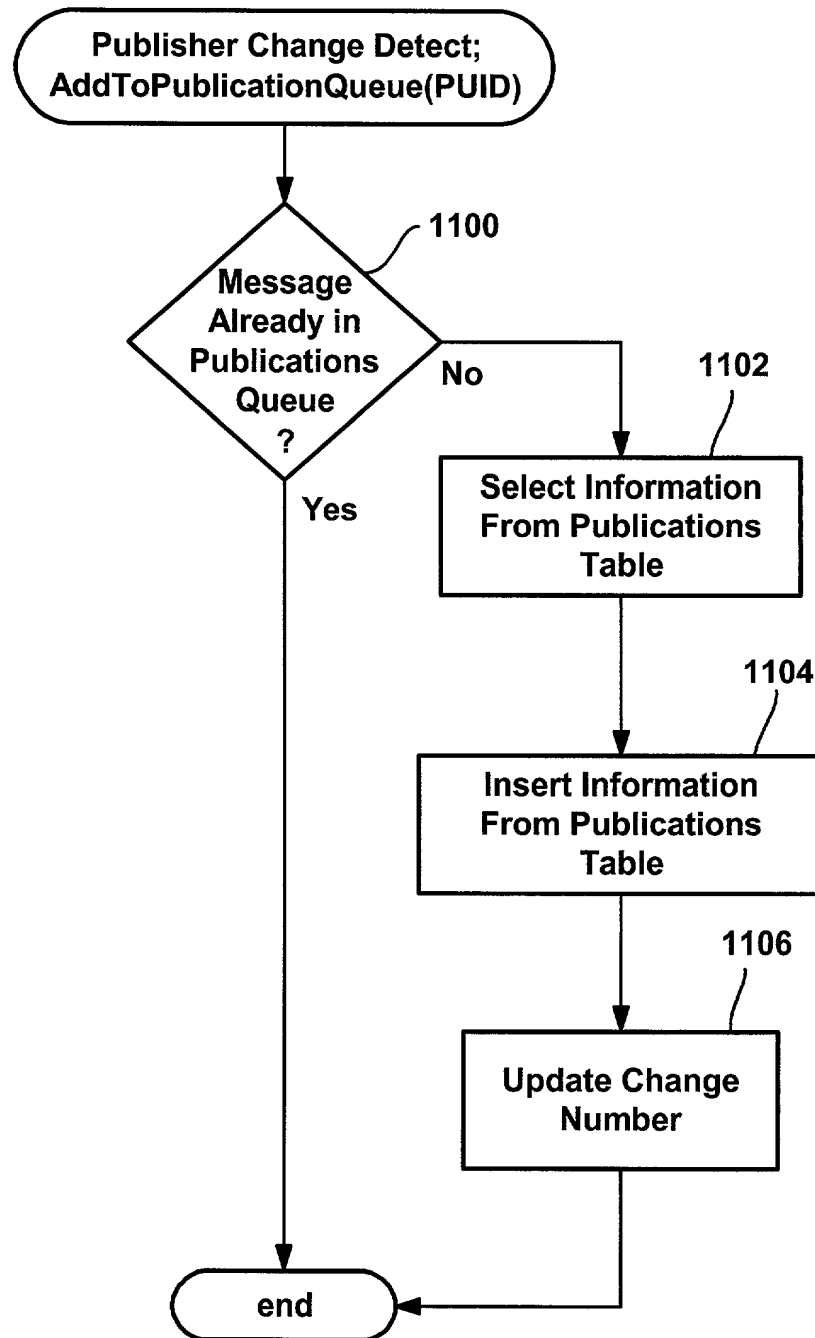 Publisher Change Detect;
AddToPublicationQueue(PUID)
1100
Message
Already in
Publications
Queue
?
No
Yes
1102
Select Information
From Publications
Table
1104
Insert Information
From Publications
Table
1106
Update Change
Number
end